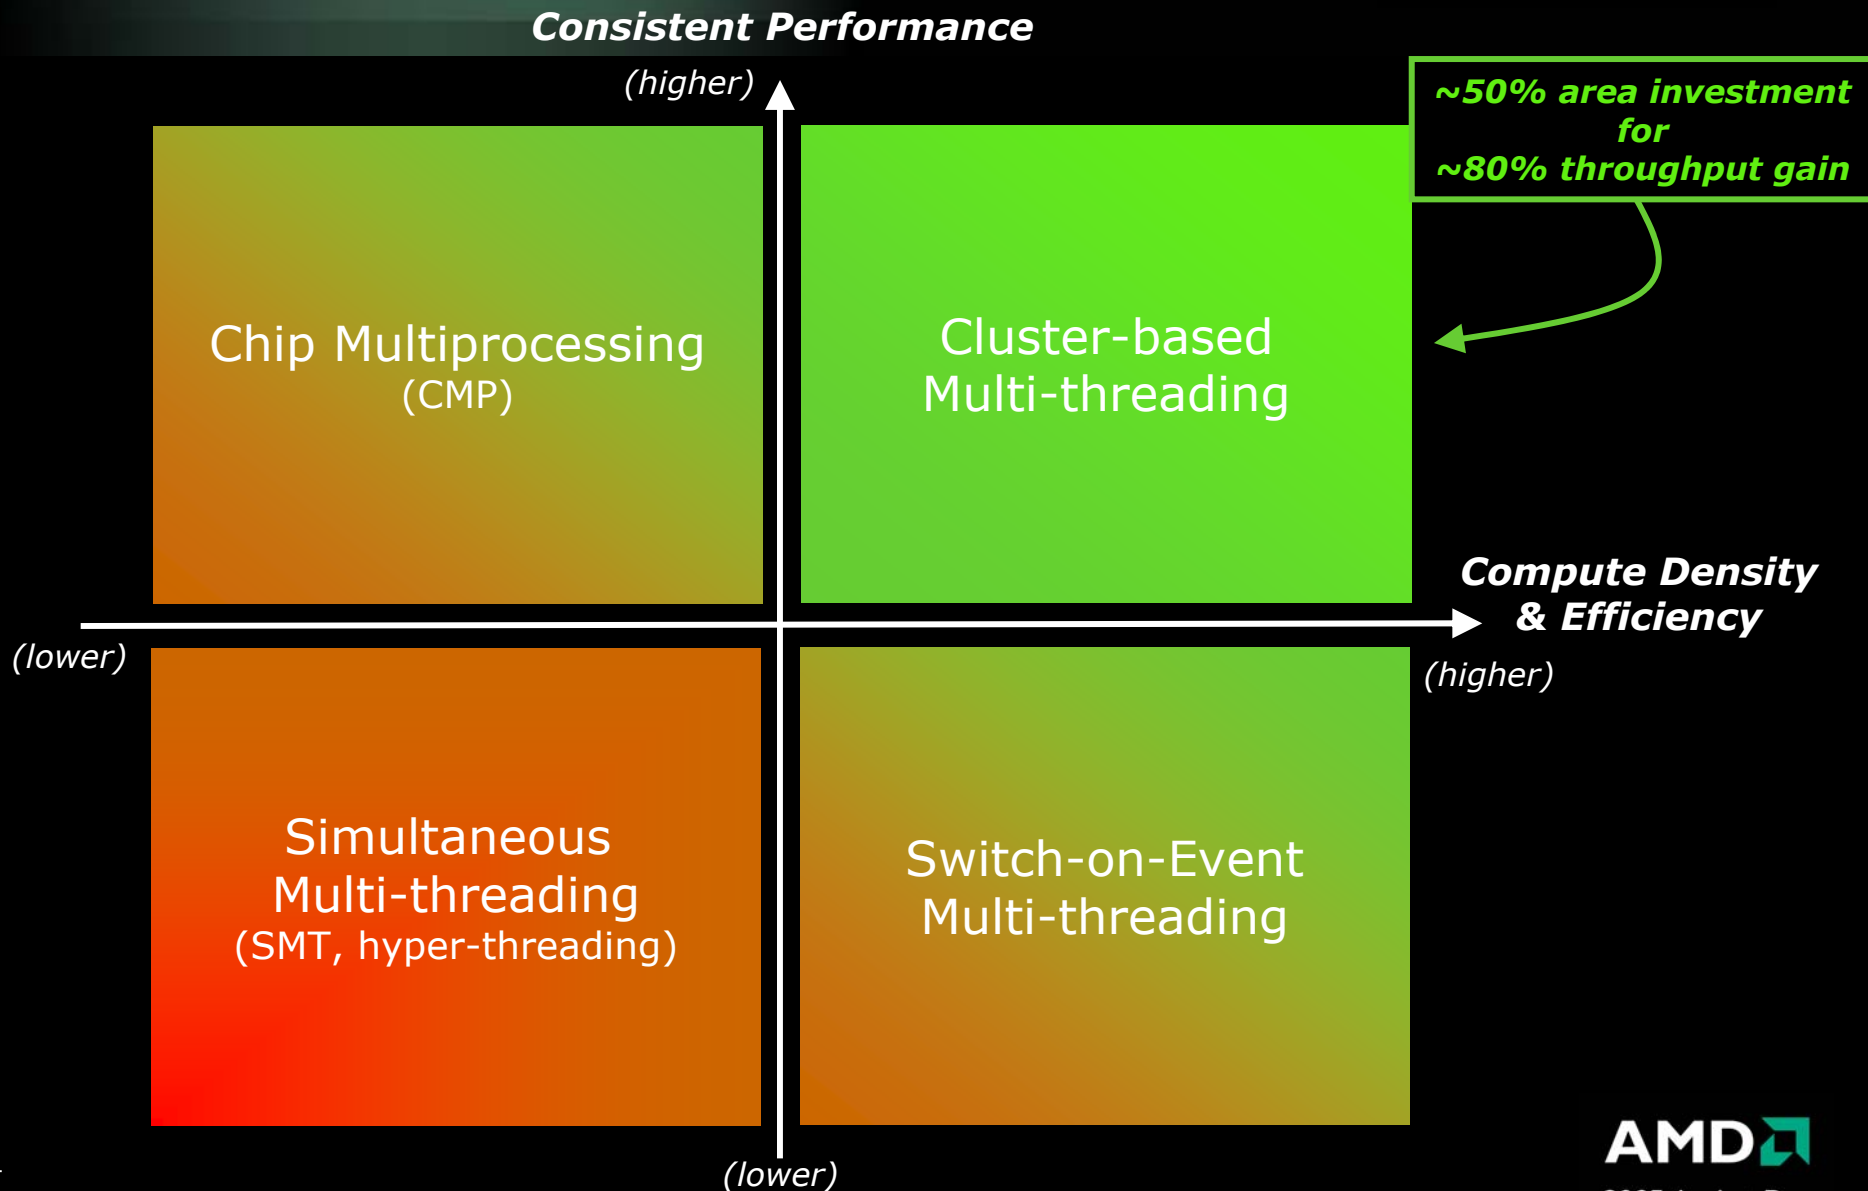 Consistent Performance
(higher)
~50% area investment
for
~80% throughput gain
Chip Multiprocessing
(CMP)
Cluster-based
Multi-threading
Compute Density
& Efficiency
(lower)
(higher)
Simultaneous
Multi-threading
(SMT, hyper-threading)
Switch-on-Event
Multi-threading
AMD
(lower)